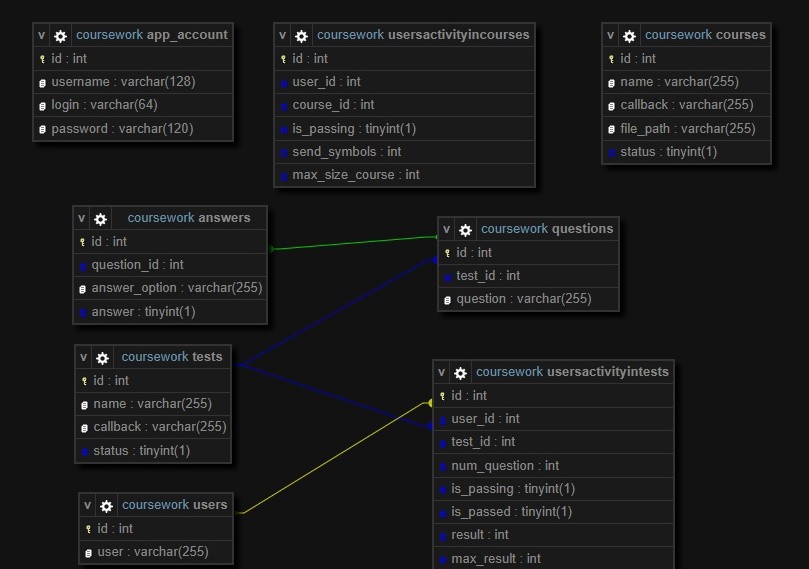 v coursework app_account
id : int
username : varchar(128)
login : varchar(64)
password : varchar(120)
v coursework usersactivityincourses
id : int
user_id : int
course_id : int
is_passing : tinyint(1)
send_symbols : int
max_size_course : int
v coursework courses
id : int
name : varchar(255)
callback : varchar(255)
file_path : varchar(255)
status : tinyint(1)
v coursework answers
id : int
question_id : int
answer_option : varchar(255)
answer : tinyint(1)
v coursework questions
id : int
test_id : int
question : varchar(255)
v coursework tests
id : int
name : varchar(255)
callback : varchar(255)
status : tinyint(1)
v coursework usersactivityintests
id : int
user_id : int
test_id : int
num_question : int
is_passing : tinyint(1)
is_passed : tinyint(1)
result : int
max_result : int
v coursework users
id : int
user : varchar(255)